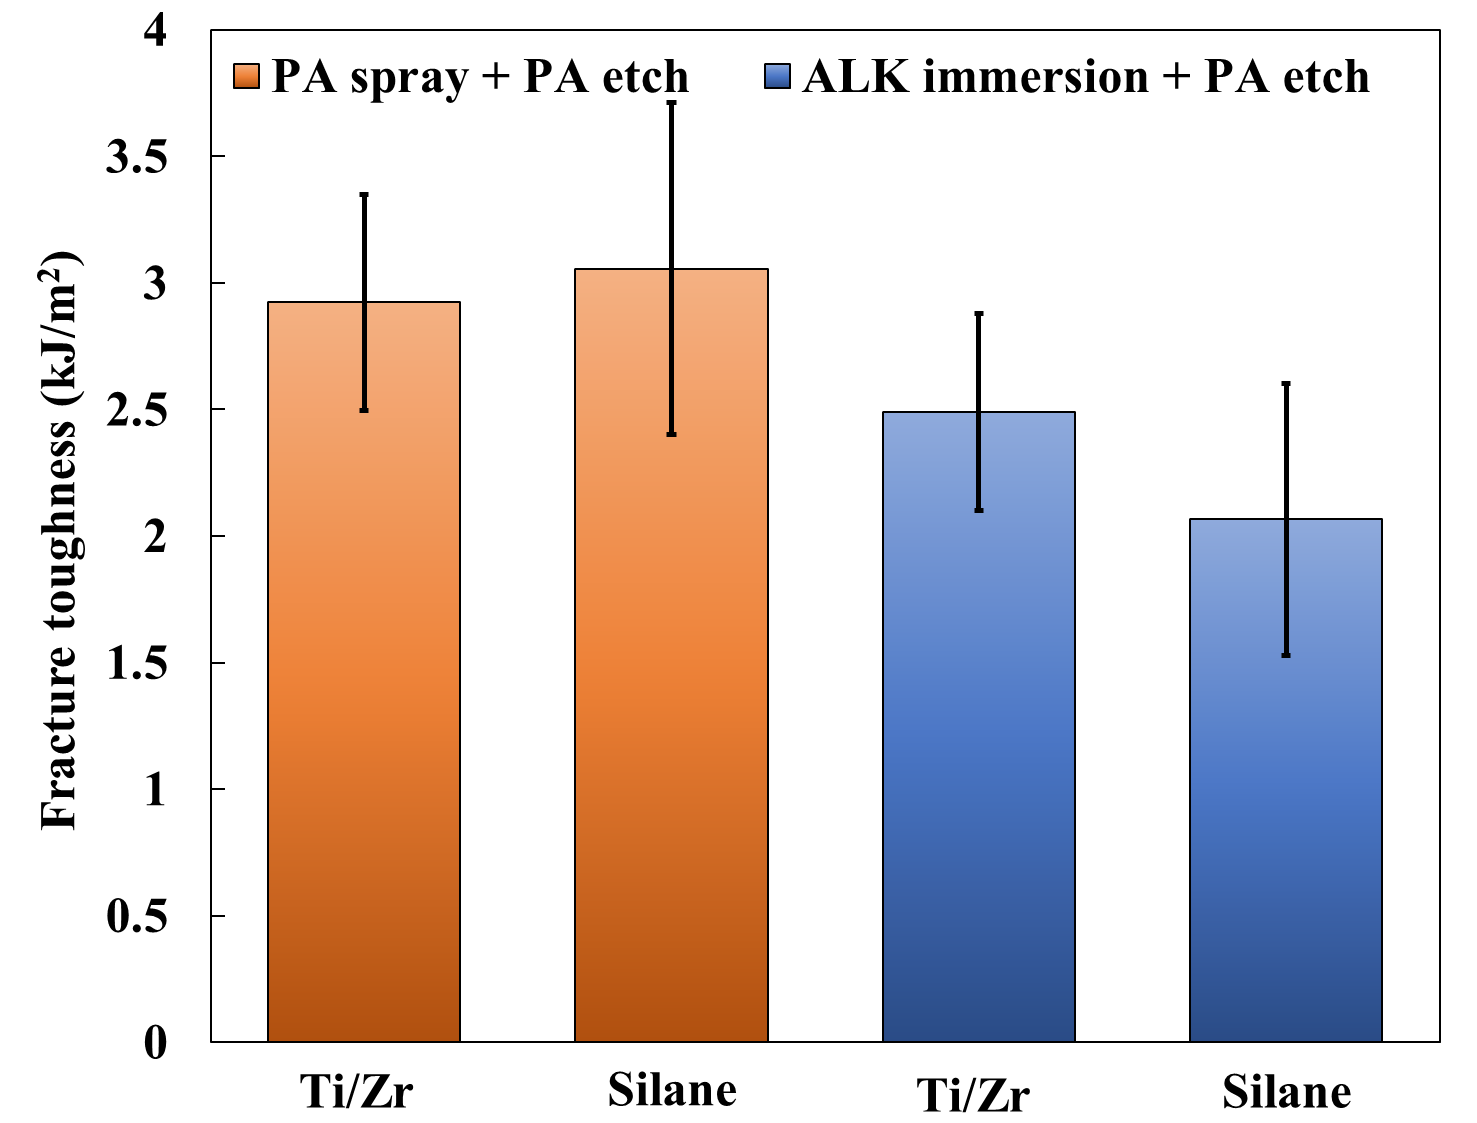 PA spray + PA etch
ALK immersion + PA etch
Fracture toughness (kJ/m²)
4
3.5
3
2.5
2
1.5
1
0.5
0
Ti/Zr
Silane
Ti/Zr
Silane